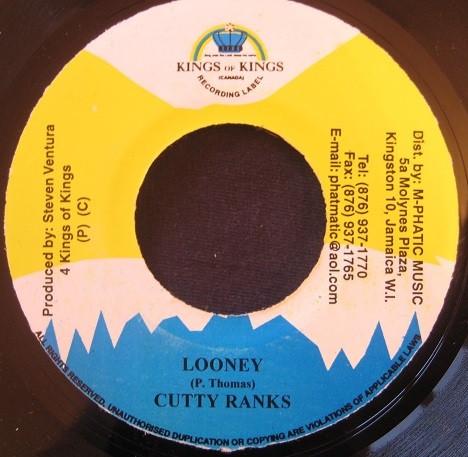 KINGS OF KINGS
(CANADA)
RECORDING LABEL
Produced by: Steven Ventura
4 Kings of Kings
(P) (C)
Dist. by: M-PHATIC MUSIC
5a Molynes Plaza,
Kingston 10, Jamaica W.I.
Tel: (876) 937-1770
Fax: (876) 937-1765
E-mail: phatmatic@aol.com
LOONEY
(P. Thomas)
CUTTY RANKS
ALL RIGHTS RESERVED. UNAUTHORISED DUPLICATION OR COPYING ARE VIOLATIONS OF APPLICABLE LAWS